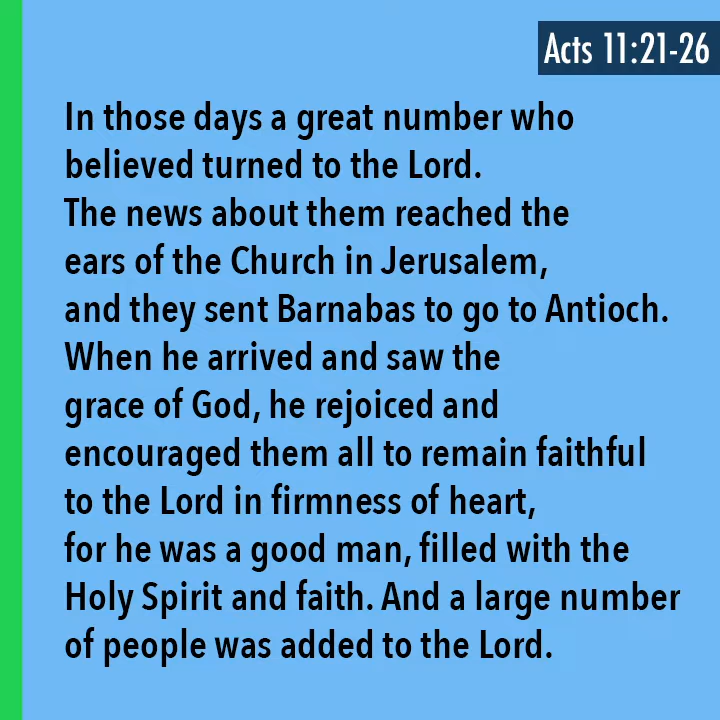 Acts 11:21-26
In those days a great number who
believed turned to the Lord.
The news about them reached the
ears of the Church in Jerusalem,
and they sent Barnabas to go to Antioch.
When he arrived and saw the
grace of God, he rejoiced and
encouraged them all to remain faithful
to the Lord in firmness of heart,
for he was a good man, filled with the
Holy Spirit and faith. And a large number
of people was added to the Lord.